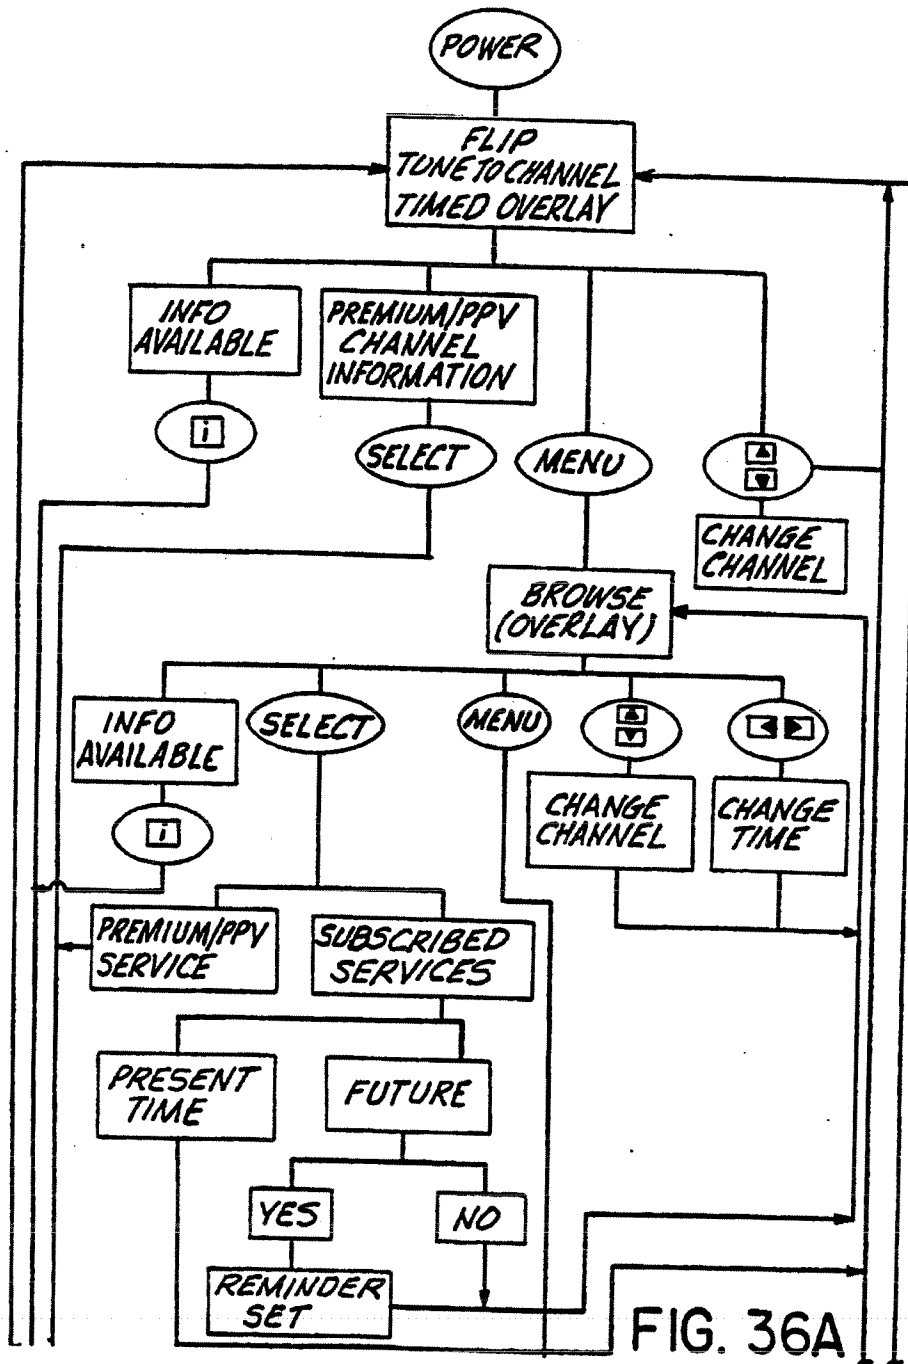 POWER
FLIP
TUNE TO CHANNEL
TIMED OVERLAY
INFO
AVAILABLE
PREMIUM/PPV
CHANNEL
INFORMATION
i
SELECT
MENU
CHANGE
CHANNEL
BROWSE
(OVERLAY)
INFO
AVAILABLE
SELECT
MENU
i
CHANGE
CHANNEL
CHANGE
TIME
PREMIUM/PPV
SERVICE
SUBSCRIBED
SERVICES
PRESENT
TIME
FUTURE
YES
NO
REMINDER
SET
FIG. 36A